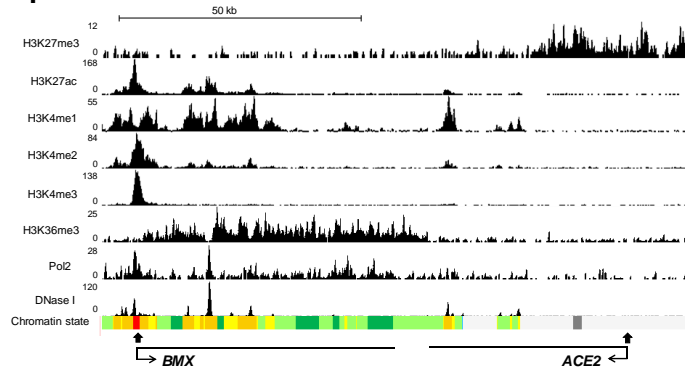 50 kb
12
H3K27me3
0
168
H3K27ac
0
55
H3K4me1
0
84
H3K4me2
0
138
H3K4me3
0
25
H3K36me3
0
28
Pol2
0
120
DNase I
0
Chromatin state
BMX
ACE2